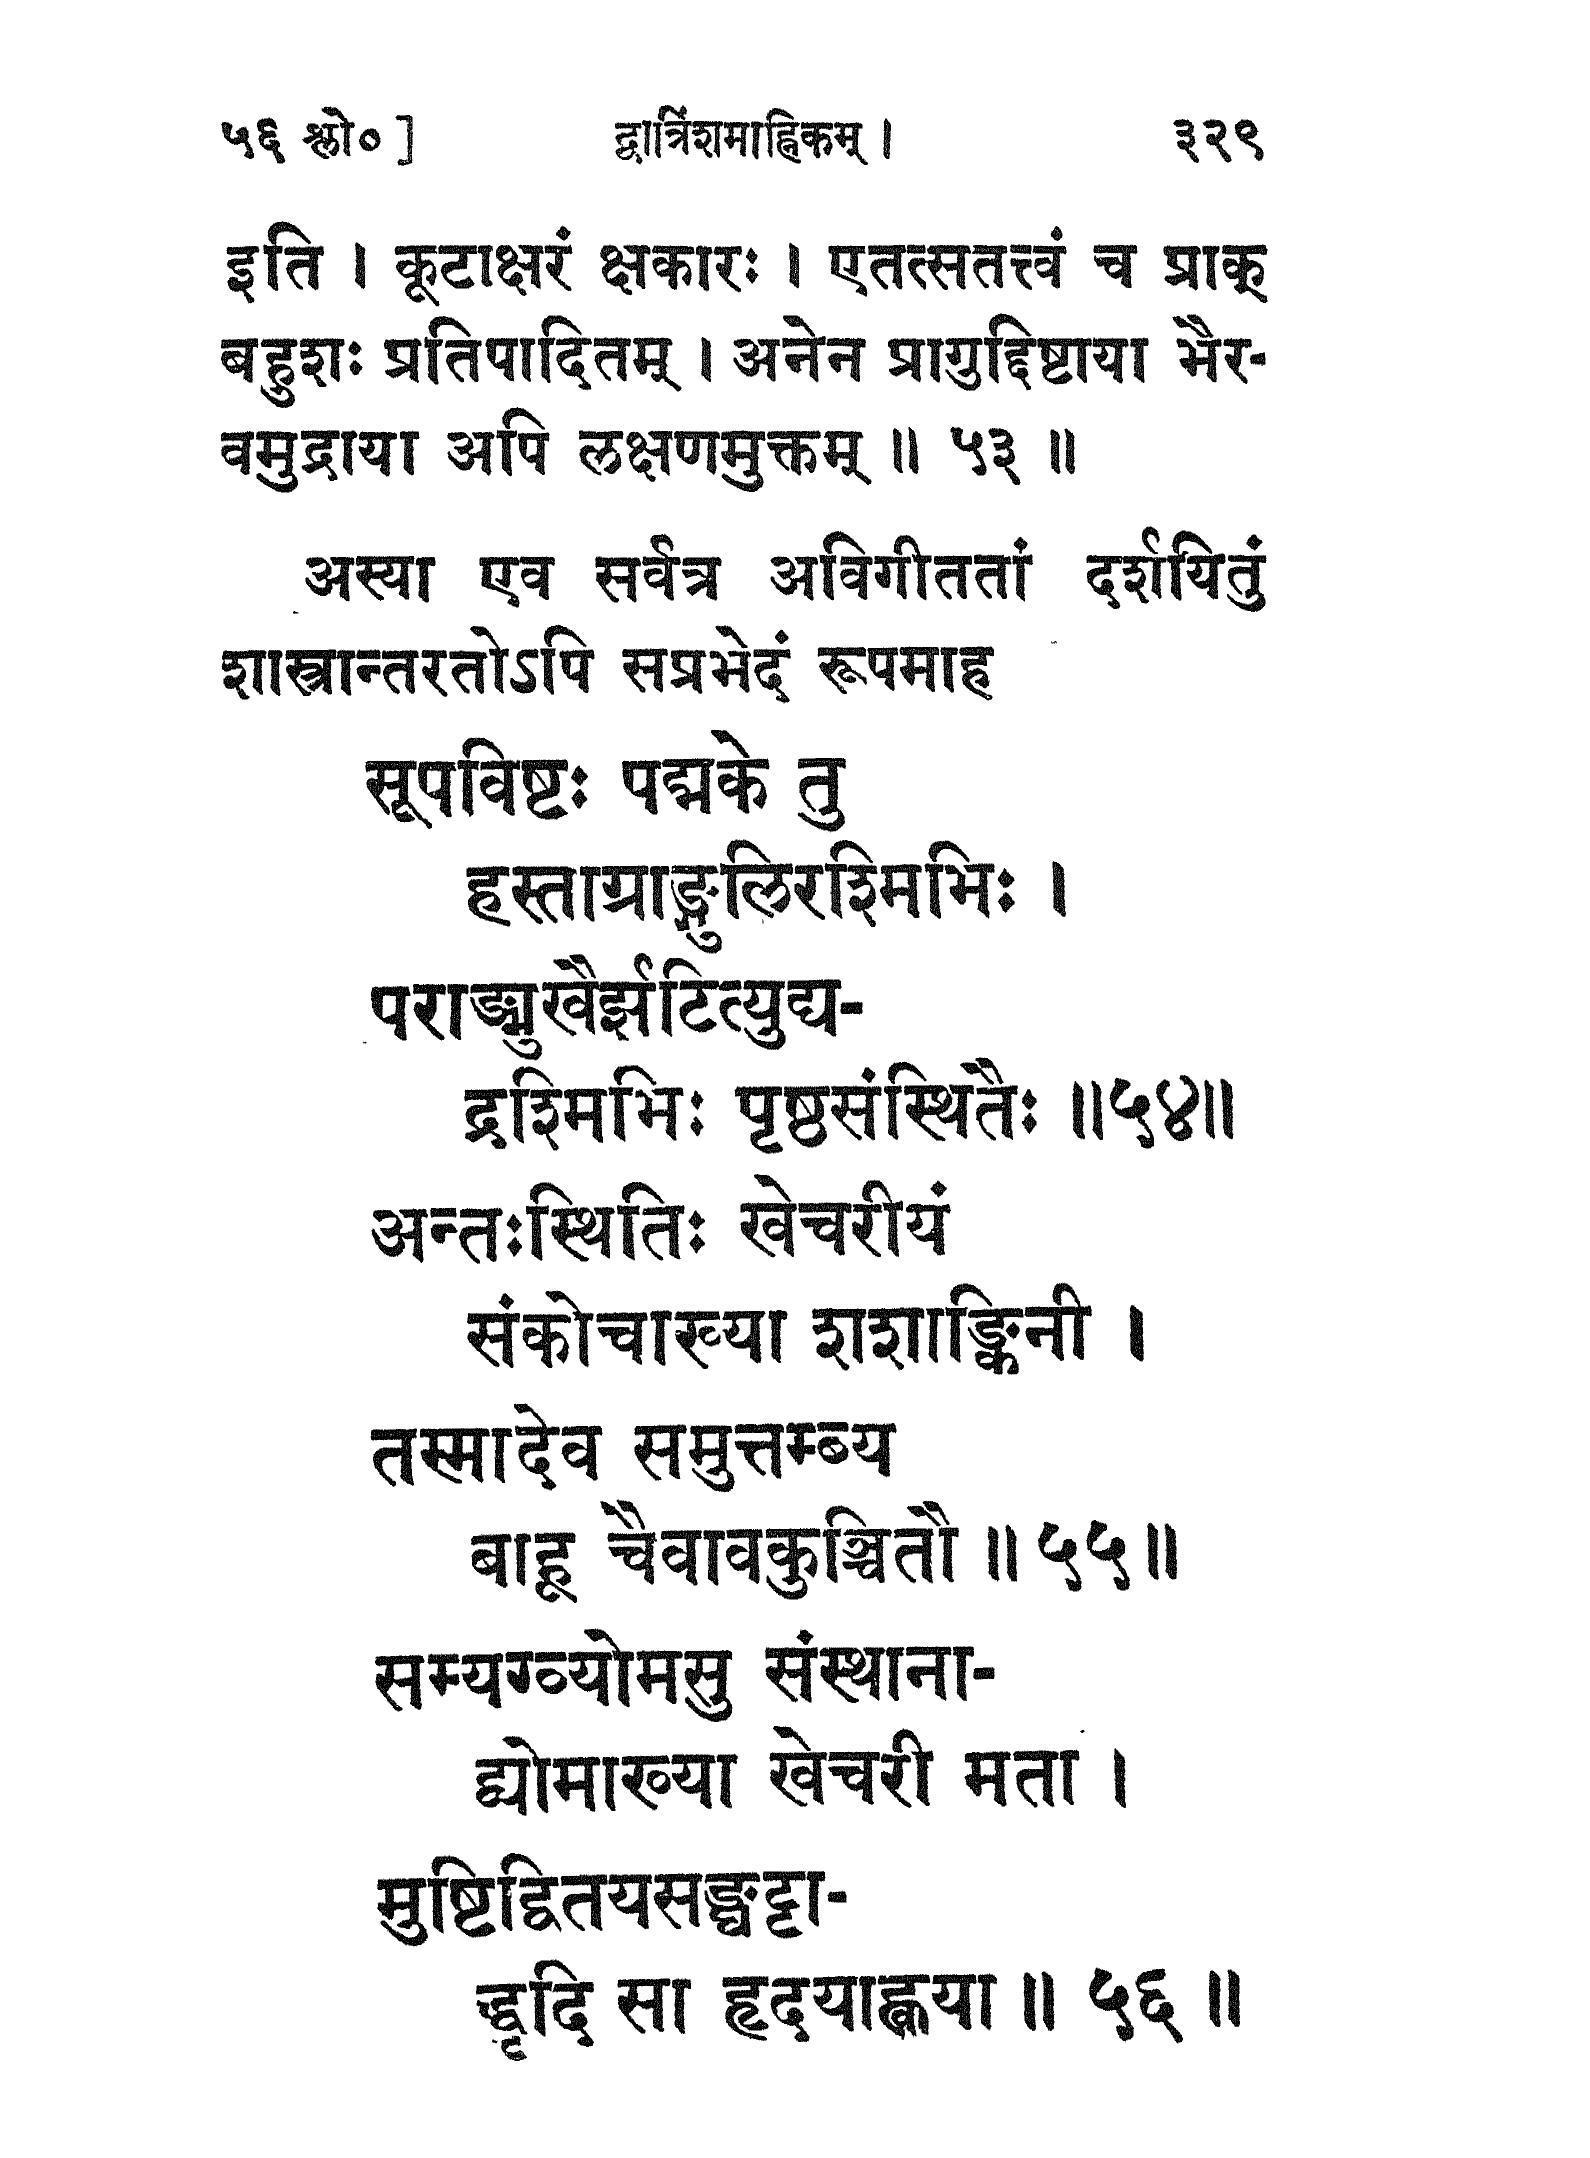 ५६ श्लो० ]
द्वात्रिंशमाह्निकम् ।
३२९
इति । कूटाक्षरं क्षकारः । एतत्सतत्त्वं च प्राक्
बहुशः प्रतिपादितम् । अनेन प्रागुद्दिष्टाया भैर-
वमुद्राया अपि लक्षणमुक्तम् ॥ ५३ ॥
अस्या एव सर्वत्र अविगीततां दर्शयितुं
शास्त्रान्तरतोऽपि सप्रभेदं रूपमाह
सूपविष्टः पद्मके तु
हस्ताग्राङ्गुलिरश्मिभिः ।
पराङ्मुखैर्झटित्युद्य-
द्रश्मिभिः पृष्ठसंस्थितैः ॥५४॥
अन्तःस्थितिः खेचरीयं
संकोचाख्या शशाङ्किनी ।
तस्मादेव समुत्तम्ब्य
बाहू चैवावकुञ्चितौ ॥ ५५ ॥
सम्यग्व्योमसु संस्थाना-
द्व्योमाख्या खेचरी मता ।
मुष्टिद्वितयसङ्घट्टा-
द्धृदि सा हृदयाह्वया ॥ ५६ ॥